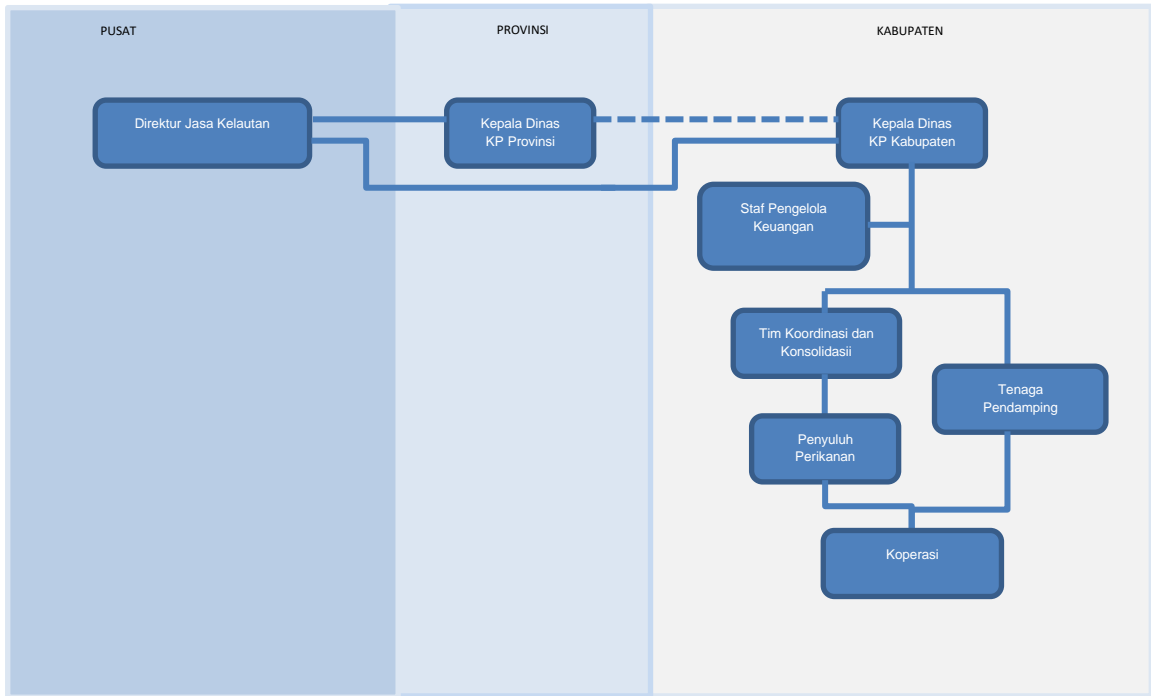 PUSAT
PROVINSI
KABUPATEN
Direktur Jasa Kelautan
Kepala Dinas
KP Provinsi
Kepala Dinas
KP Kabupaten
Staf Pengelola
Keuangan
Tim Koordinasi dan
Konsolidasii
Tenaga
Pendamping
Penyuluh
Perikanan
Koperasi